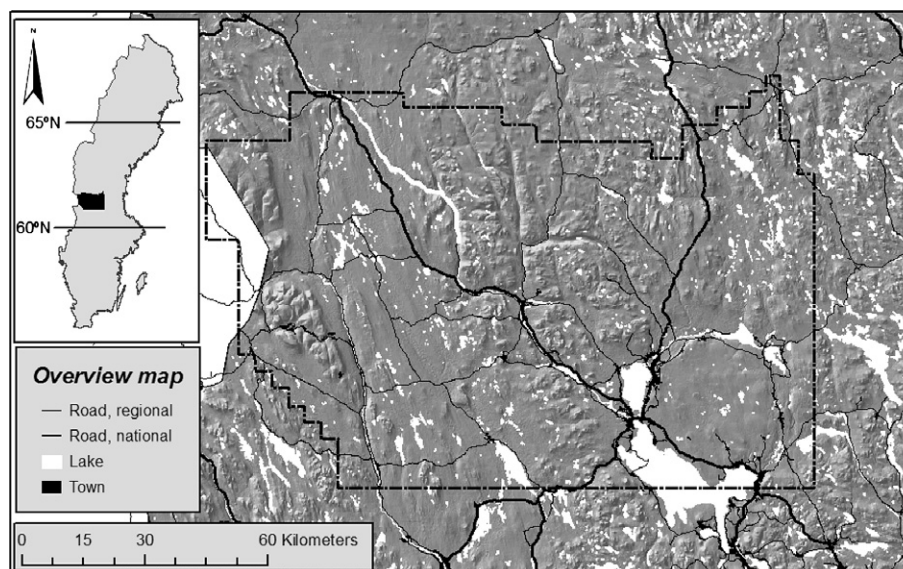 N
65ºN
60ºN
Overview map
Road, regional
Road, national
Lake
Town
0 15 30 60 Kilometers